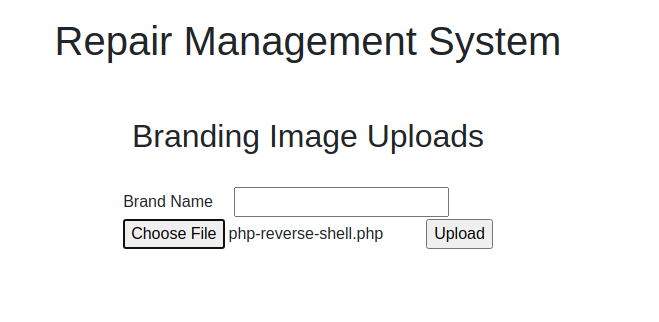 Repair Management System
Branding Image Uploads
Brand Name
Choose File php-reverse-shell.php Upload